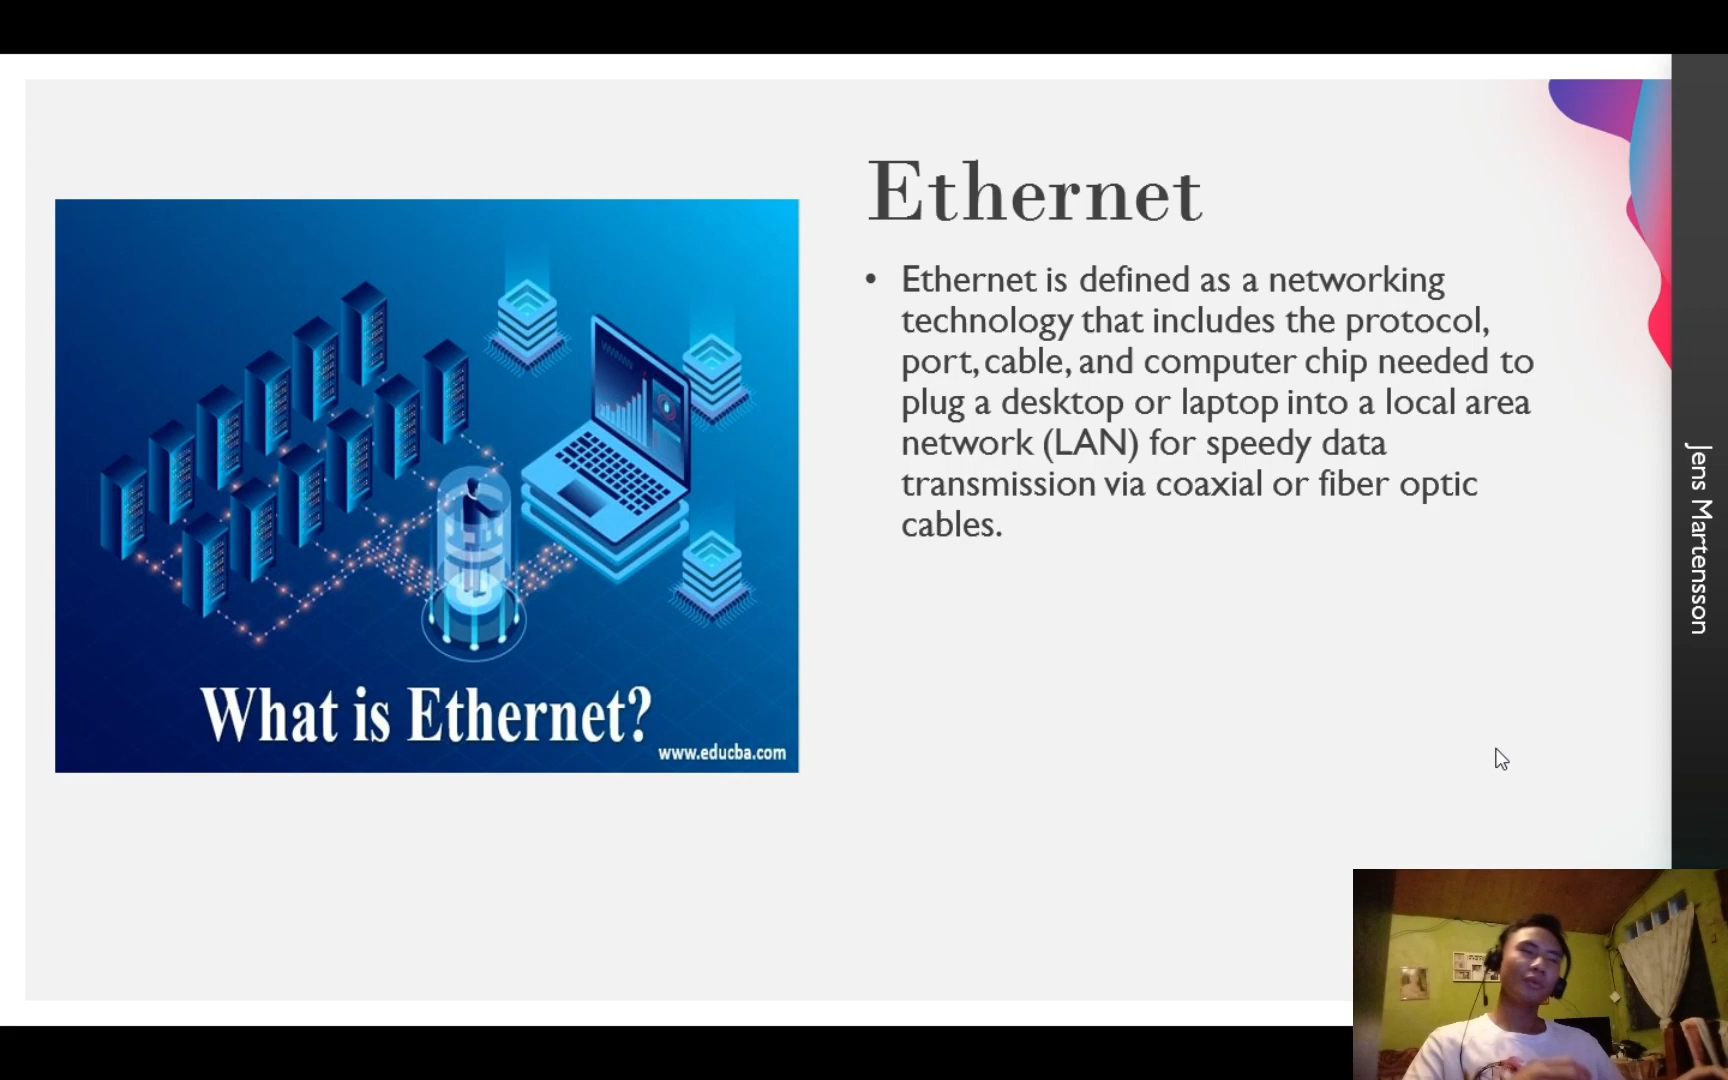 Ethernet
• Ethernet is defined as a networking
technology that includes the protocol,
port, cable, and computer chip needed to
plug a desktop or laptop into a local area
network (LAN) for speedy data
transmission via coaxial or fiber optic
cables.
What is Ethernet?
www.educba.com
Jens Martensson